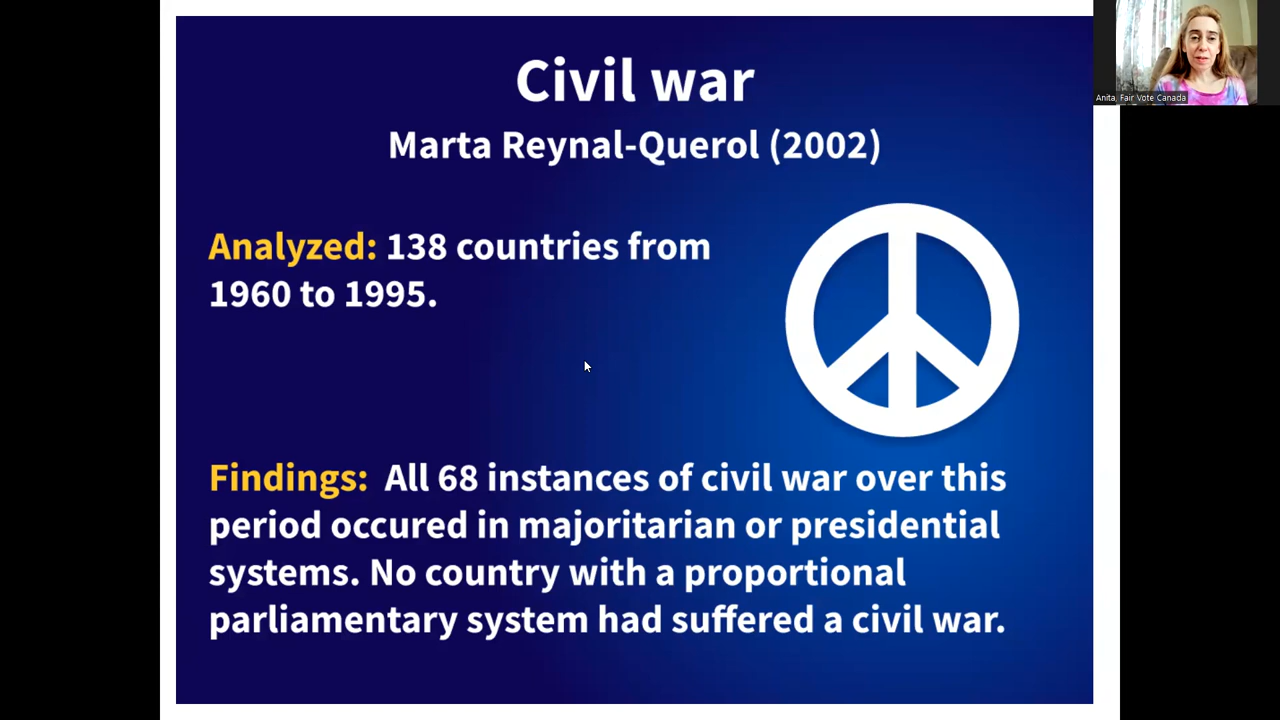 Civil war
Marta Reynal-Querol (2002)
Analyzed: 138 countries from
1960 to 1995.
Findings: All 68 instances of civil war over this
period occured in majoritarian or presidential
systems. No country with a proportional
parliamentary system had suffered a civil war.
Anita, Fair Vote Canada